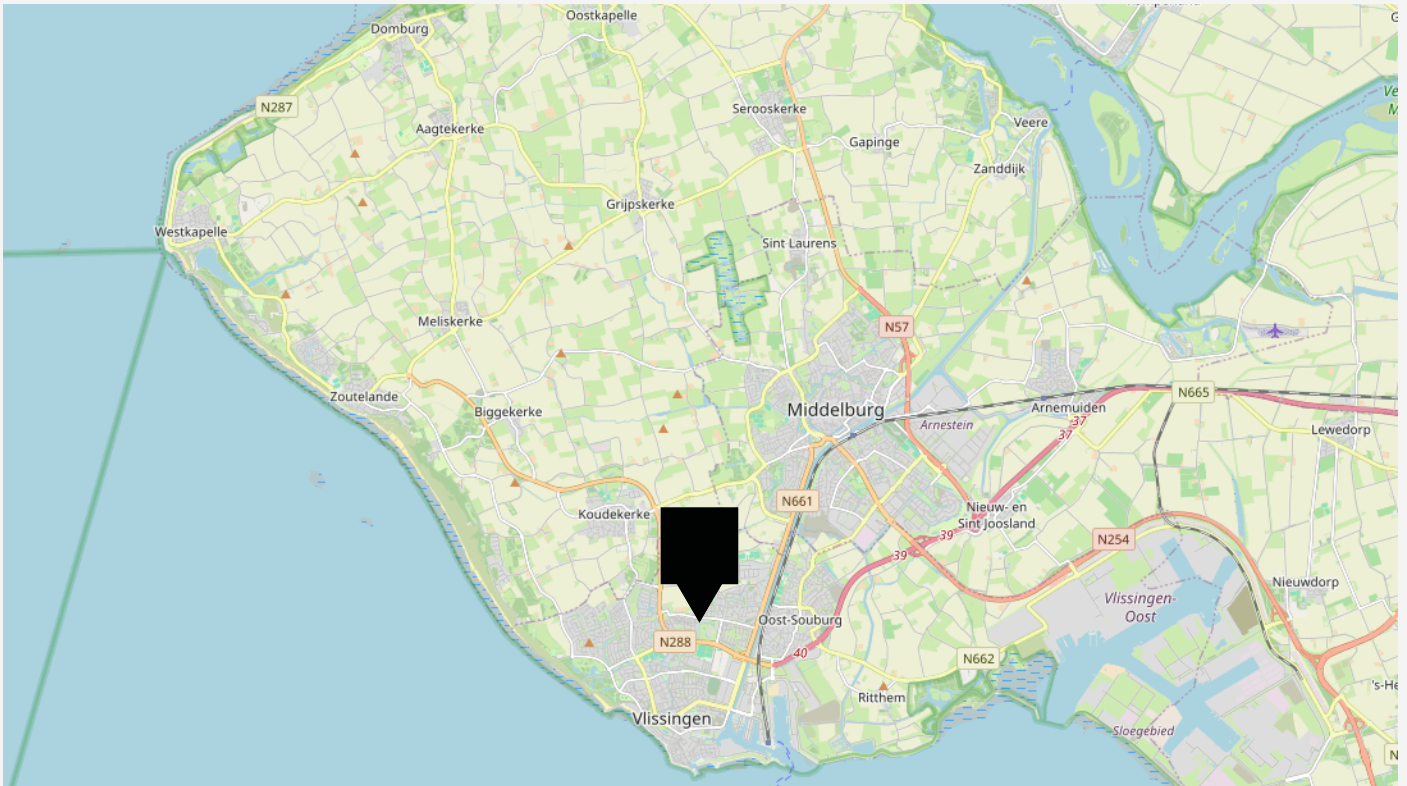 Oostkapelle
Domburg
N287
Serooskerke
Aagtekerke
Veere
Gapinge
Zanddijk
Grijpskerke
Westkapelle
Sint Laurens
Meliskerke
N57
N665
Zoutelande
Biggekerke
Middelburg
Arnemuiden
37
Arnestein
37
Lewedorp
N661
Koudekerke
Nieuw- en
Sint Joosland
39
N254
39
Nieuwdorp
Vlissingen-
Oost
Oost-Souburg
N288
40
N662
's-He
Ritthem
Vlissingen
Sloegebied